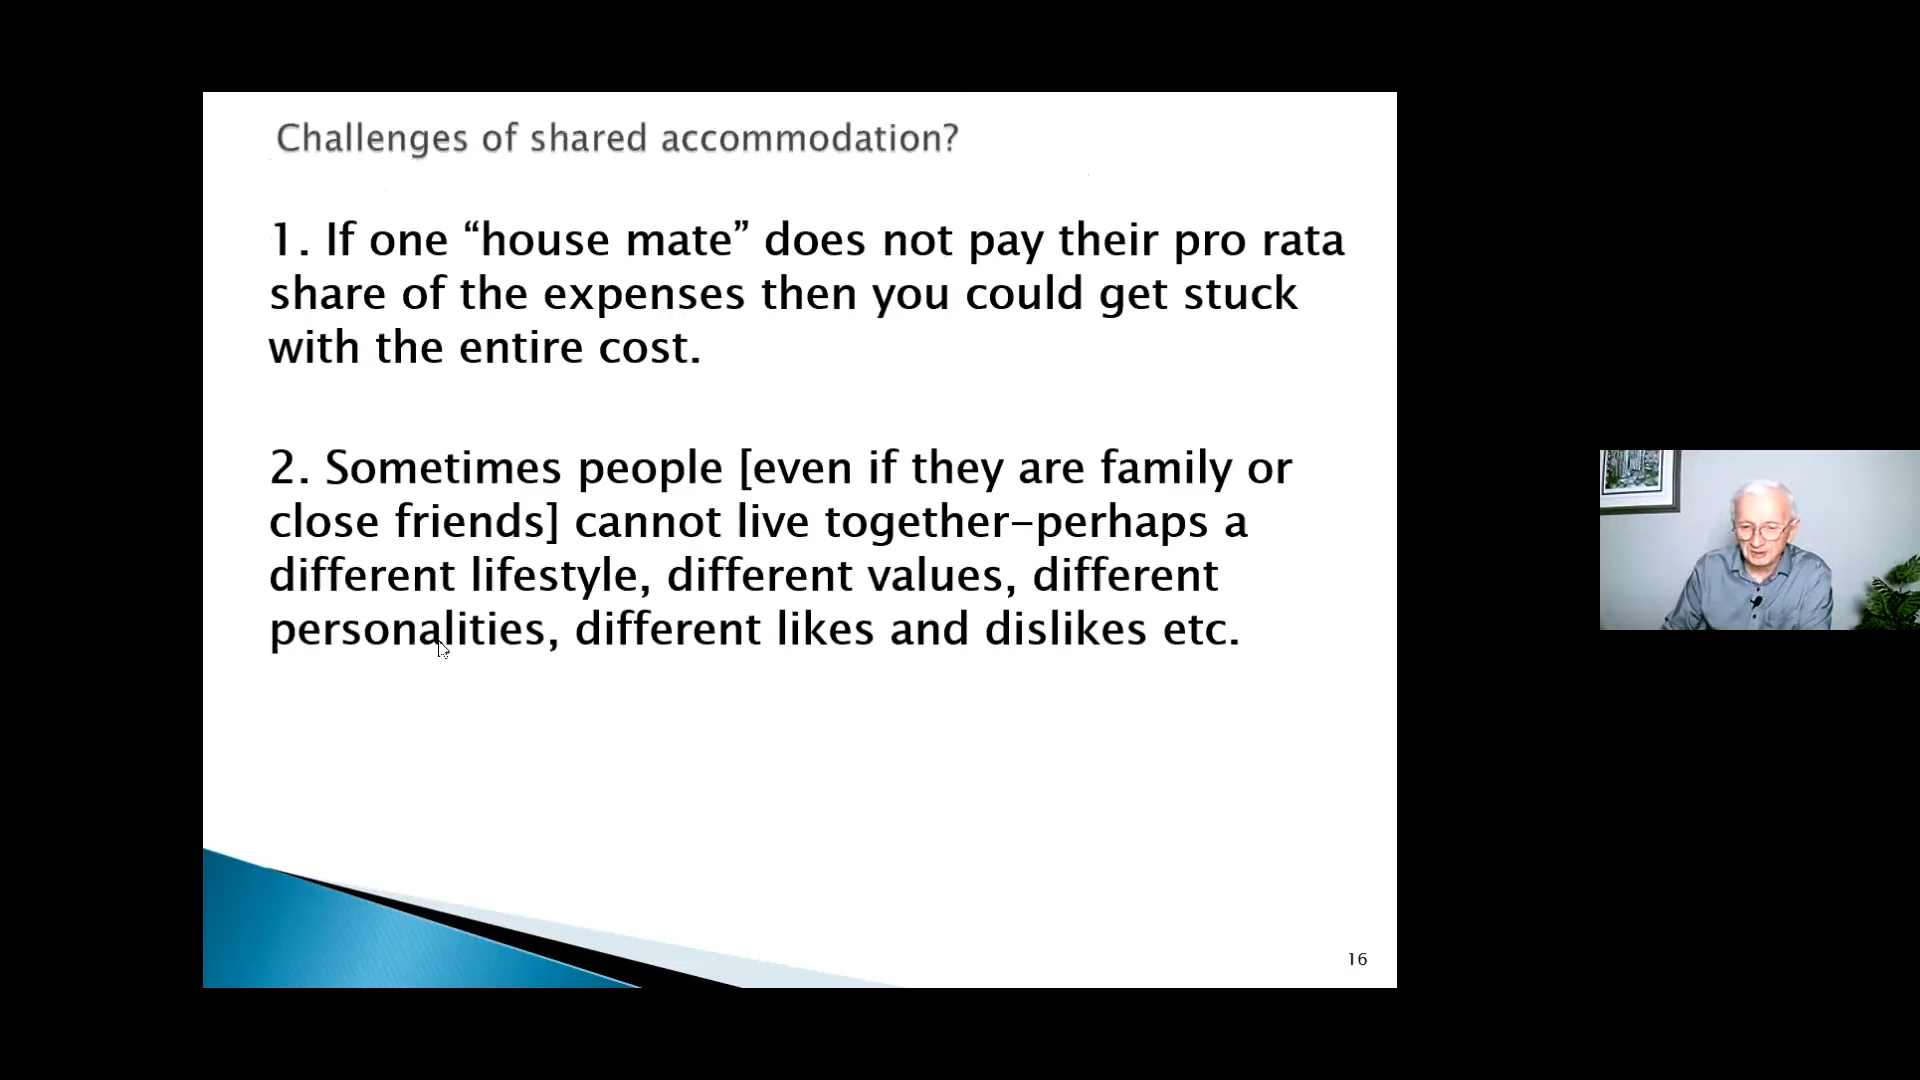 Challenges of shared accommodation?
1. If one “house mate” does not pay their pro rata
share of the expenses then you could get stuck
with the entire cost.
2. Sometimes people [even if they are family or
close friends] cannot live together–perhaps a
different lifestyle, different values, different
personalities, different likes and dislikes etc.
16